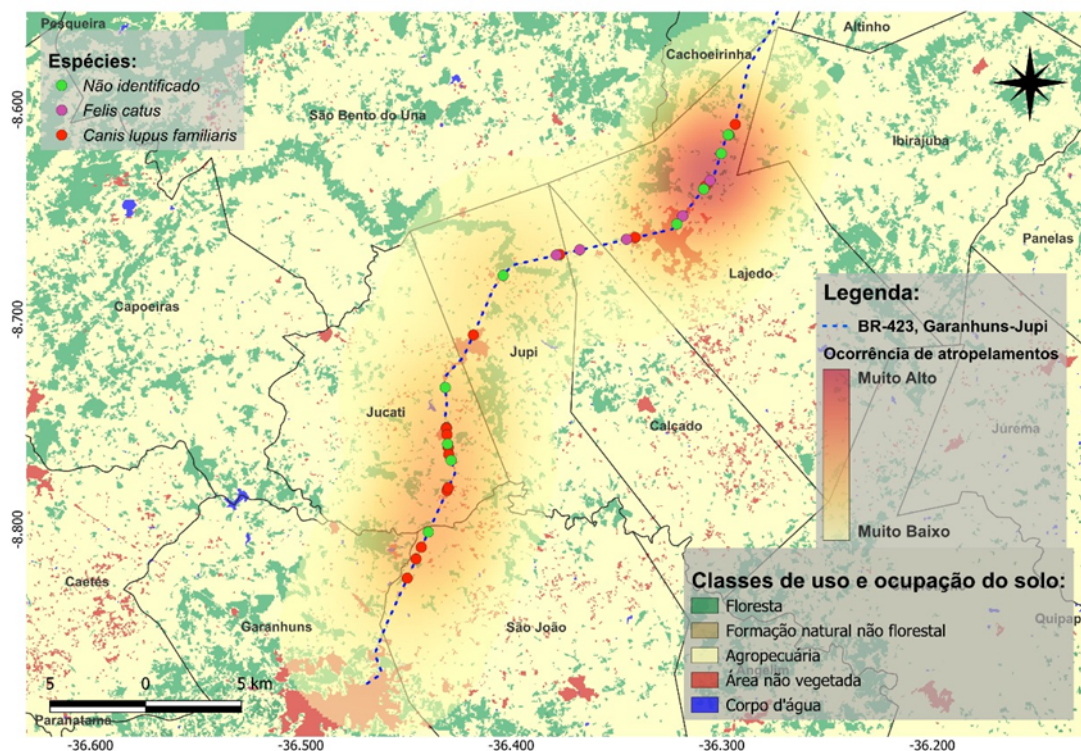 Pesqueira
Altinho
Cachoeirinha
Espécies:
Não identificado
Felis catus
Canis lupus familiaris
-8.600
São Bento do Una
Ibirajuba
Panelas
Lajedo
Capoeiras
-8.700
Legenda:
BR-423, Garanhuns-Jupi
Ocorrência de atropelamentos
Muito Alto
Muito Baixo
Jupi
Jucati
Calçado
Jurema
-8.800
Classes de uso e ocupação do solo:
Floresta
Formação natural não florestal
Agropecuária
Área não vegetada
Corpo d'água
Caetés
Garanhuns
São João
Quipap
Angelim
5 0 5 km
Paranatama
-36.600 -36.500 -36.400 -36.300 -36.200